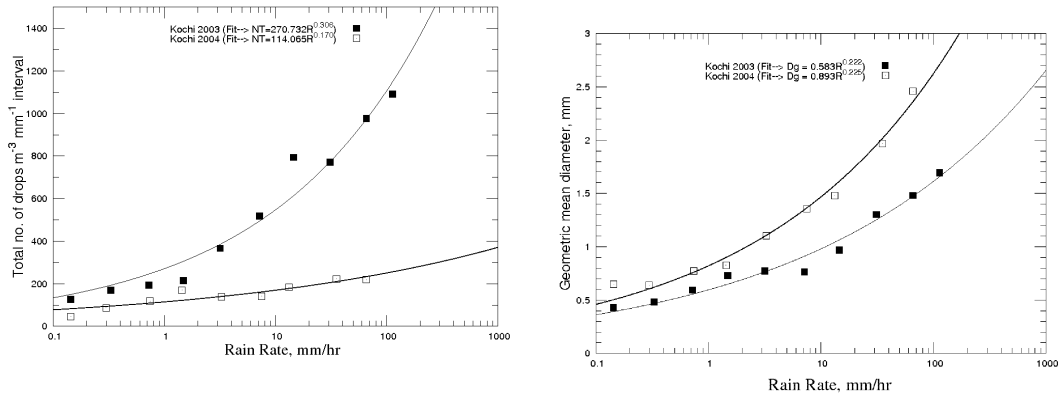 Kochi 2003 (Fit--> NT=270.732R^0.306
Kochi 2004 (Fit--> NT=114.065R^0.170
1400
1200
1000
800
600
400
200
0
Total no. of drops m⁻³ mm⁻¹ interval
0.1 1 10 100 1000
Rain Rate, mm/hr
Kochi 2003 (Fit--> Dg = 0.583R^0.222
Kochi 2004 (Fit--> Dg = 0.893R^0.225
3
2.5
2
1.5
1
0.5
0
Geometric mean diameter, mm
0.1 1 10 100 1000
Rain Rate, mm/hr